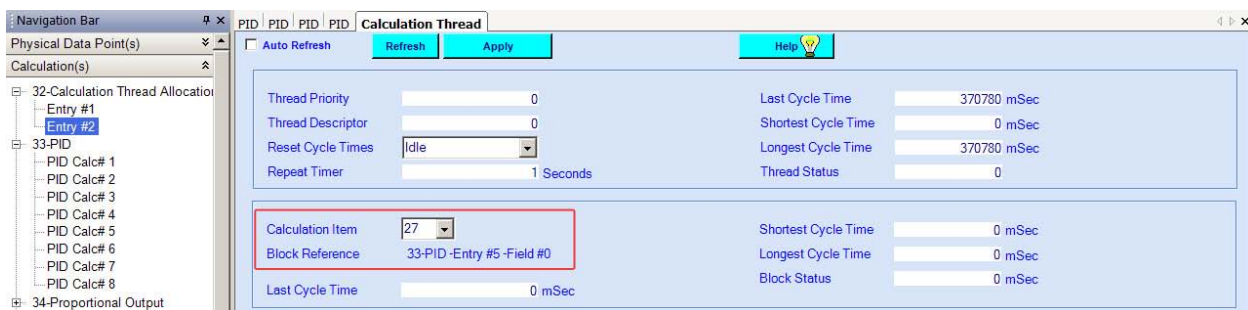 Navigation Bar
PID PID PID PID Calculation Thread
Physical Data Point(s)
Calculation(s)
32-Calculation Thread Allocation
Entry #1
Entry #2
33-PID
PID Calc# 1
PID Calc# 2
PID Calc# 3
PID Calc# 4
PID Calc# 5
PID Calc# 6
PID Calc# 7
PID Calc# 8
34-Proportional Output
Auto Refresh Refresh Apply Help
Thread Priority 0 Last Cycle Time 370780 mSec
Thread Descriptor 0 Shortest Cycle Time 0 mSec
Reset Cycle Times Idle Longest Cycle Time 370780 mSec
Repeat Timer 1 Seconds Thread Status 0
Calculation Item 27 Shortest Cycle Time 0 mSec
Block Reference 33-PID -Entry #5 -Field #0 Longest Cycle Time 0 mSec
Block Status 0 mSec
Last Cycle Time 0 mSec